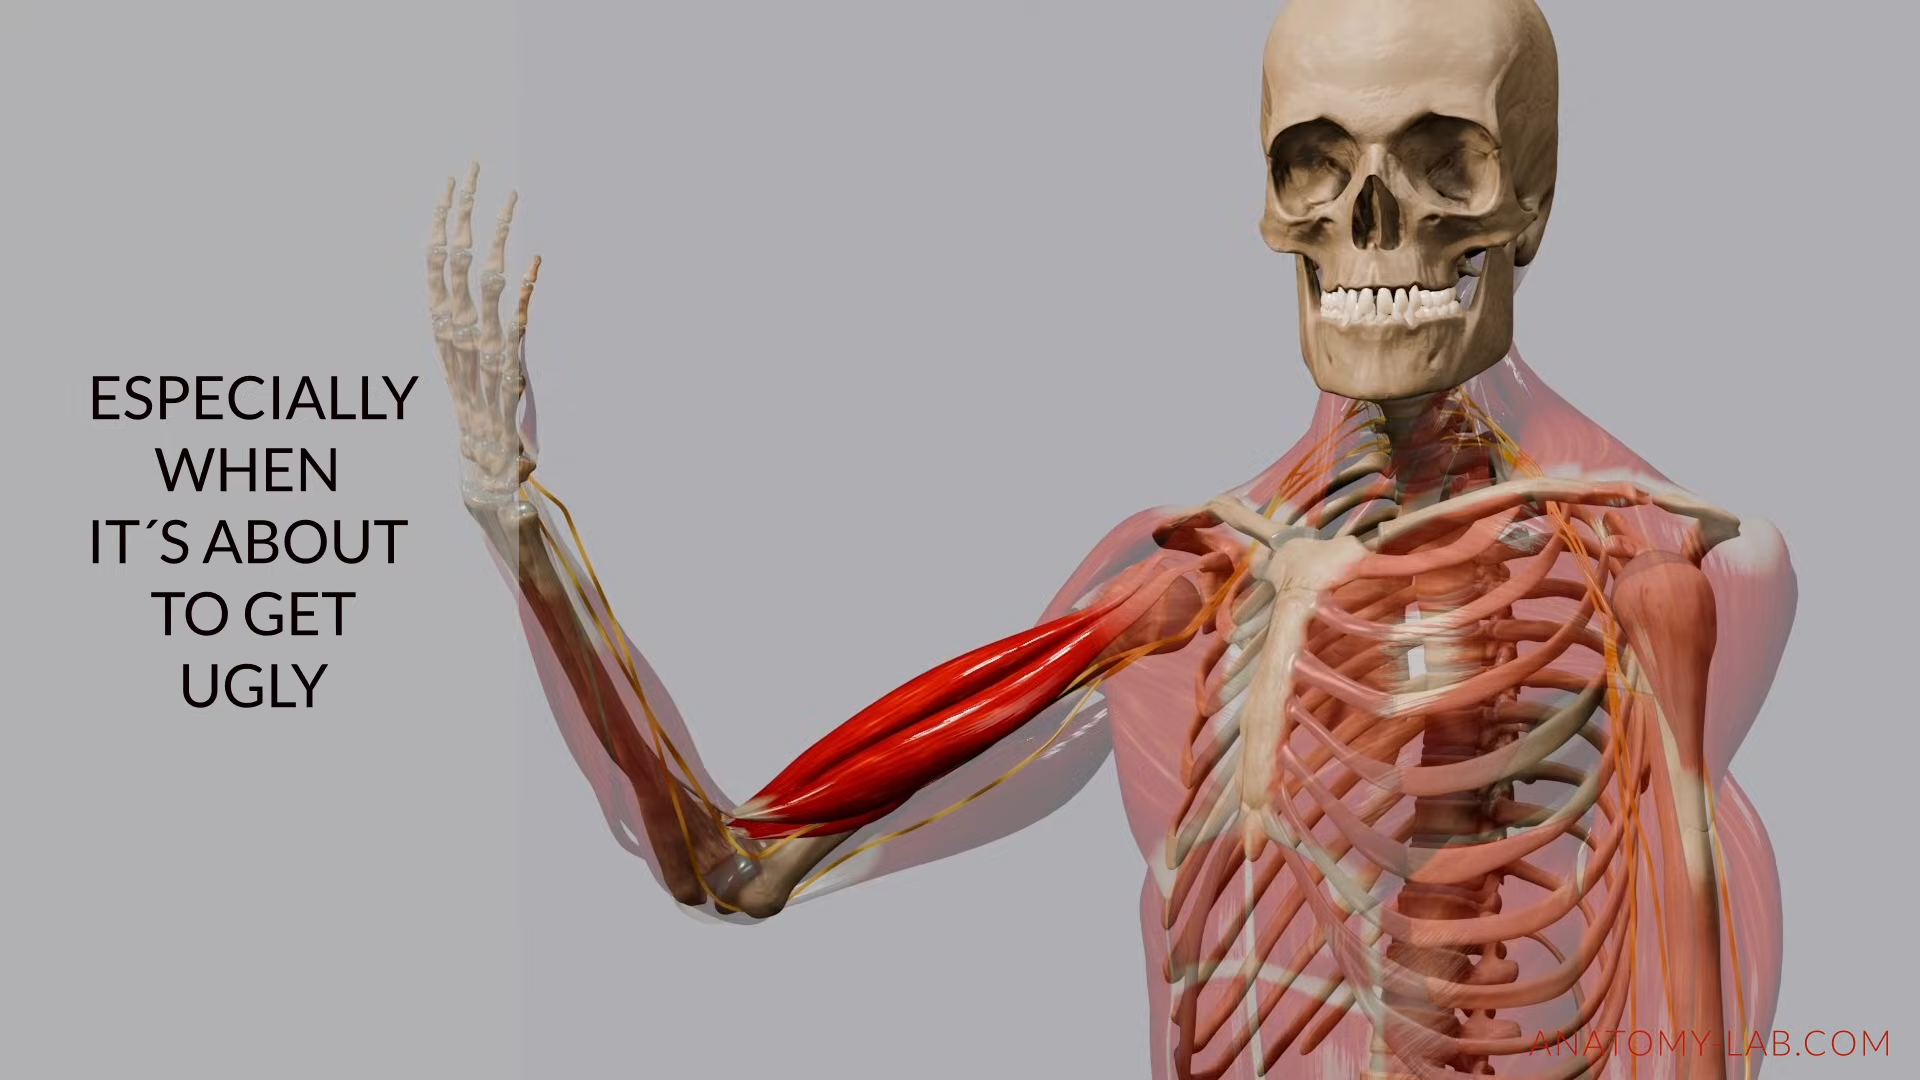 ESPECIALLY
WHEN
IT´S ABOUT
TO GET
UGLY
ANATOMY-LAB.COM